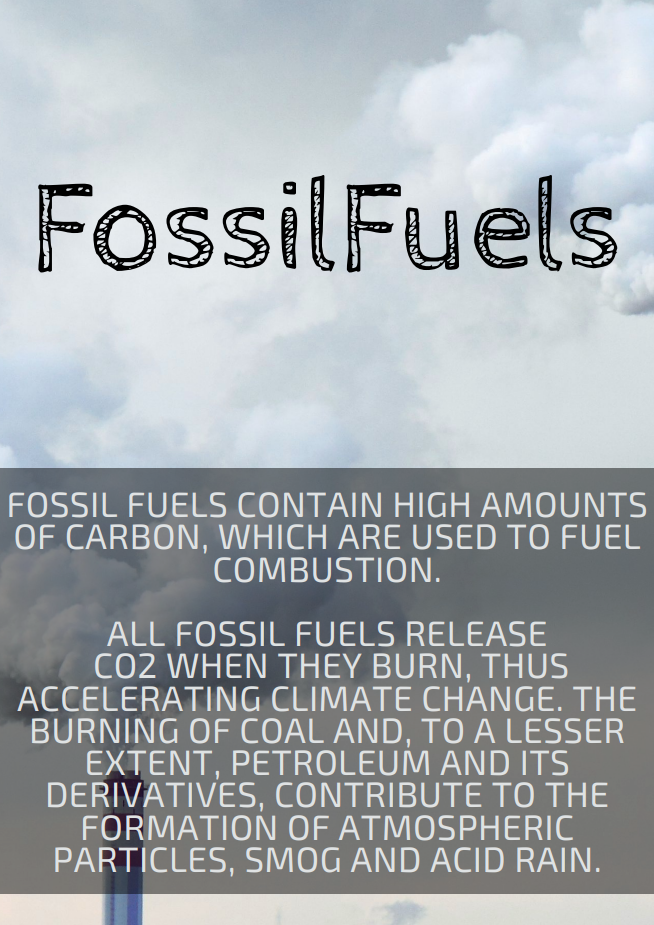 FossilFuels
FOSSIL FUELS CONTAIN HIGH AMOUNTS
OF CARBON, WHICH ARE USED TO FUEL
COMBUSTION.
ALL FOSSIL FUELS RELEASE
CO2 WHEN THEY BURN, THUS
ACCELERATING CLIMATE CHANGE. THE
BURNING OF COAL AND, TO A LESSER
EXTENT, PETROLEUM AND ITS
DERIVATIVES, CONTRIBUTE TO THE
FORMATION OF ATMOSPHERIC
PARTICLES, SMOG AND ACID RAIN.